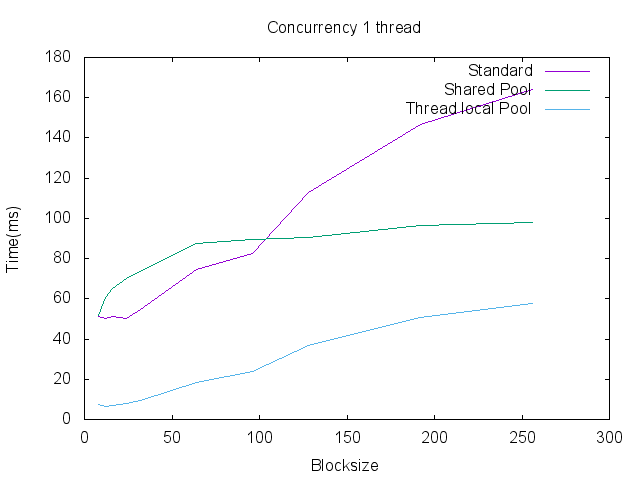 Concurrency 1 thread
180
160
140
120
100
80
60
40
20
0
Time(ms)
Standard
Shared Pool
Thread local Pool
0 50 100 150 200 250 300
Blocksize